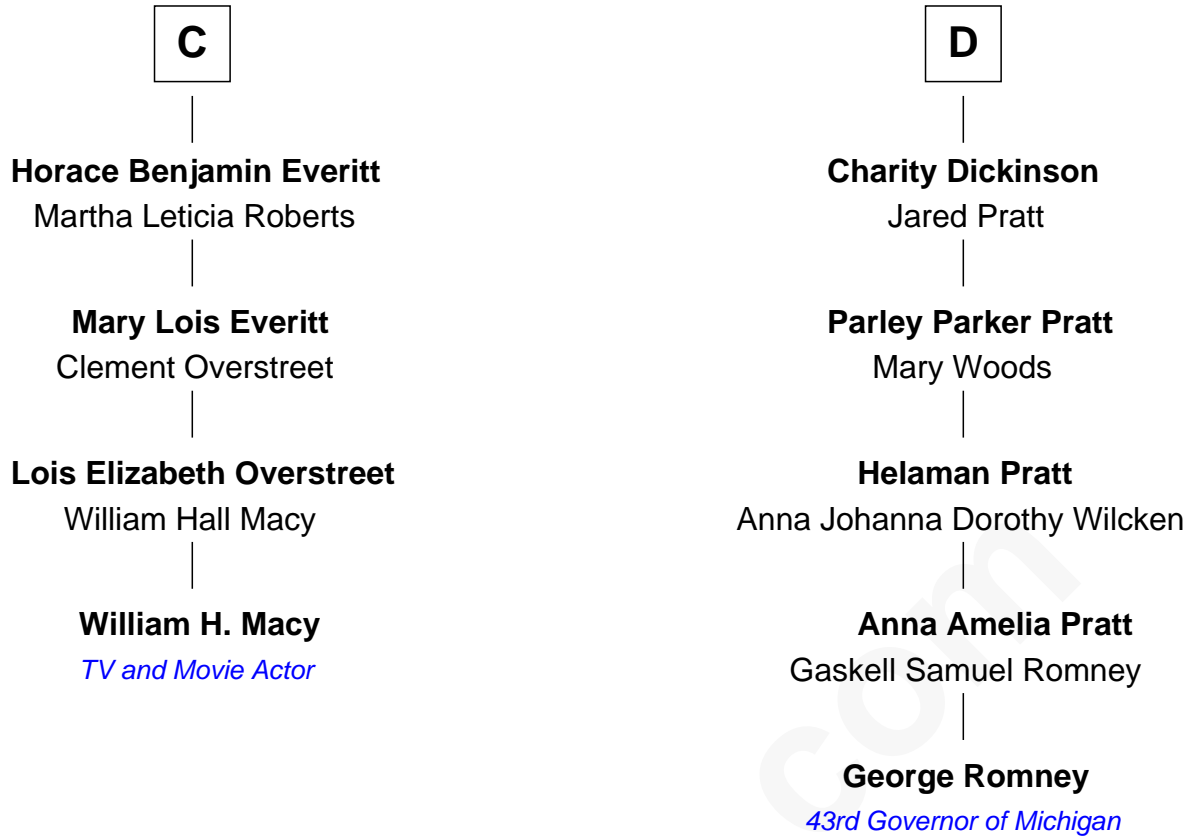 C
Horace Benjamin Everitt
Martha Leticia Roberts
Mary Lois Everitt
Clement Overstreet
Lois Elizabeth Overstreet
William Hall Macy
William H. Macy
TV and Movie Actor
D
Charity Dickinson
Jared Pratt
Parley Parker Pratt
Mary Woods
Helaman Pratt
Anna Johanna Dorothy Wilcken
Anna Amelia Pratt
Gaskell Samuel Romney
George Romney
43rd Governor of Michigan
com